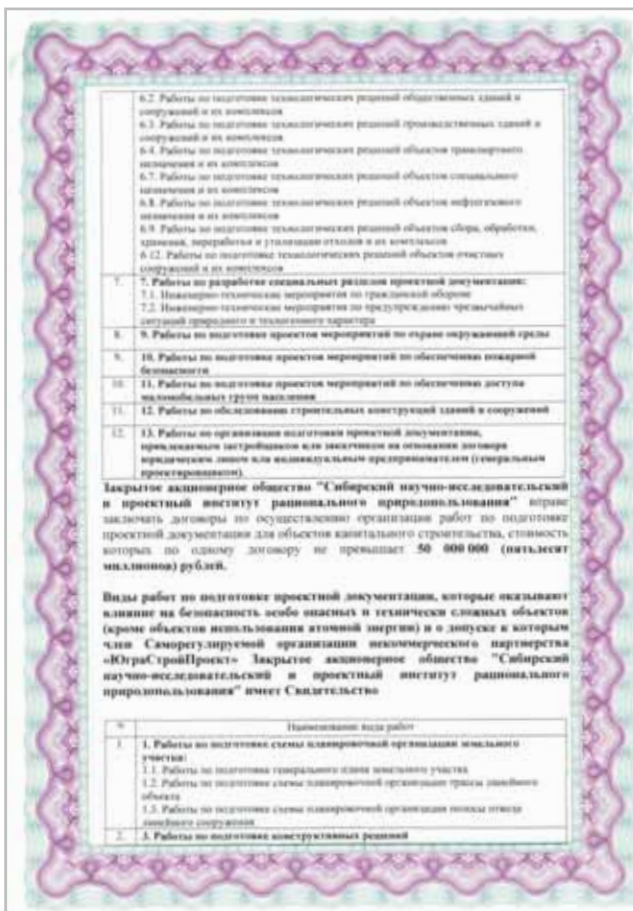 3
6.2. Работы по подготовке технологических решений общественных зданий и
сооружений и их комплексов
6.3. Работы по подготовке технологических решений производственных зданий и
сооружений и их комплексов
6.4. Работы по подготовке технологических решений объектов транспортного
назначения и их комплексов
6.7. Работы по подготовке технологических решений объектов специального
назначения и их комплексов
6.8. Работы по подготовке технологических решений объектов нефтегазового
назначения и их комплексов
6.9. Работы по подготовке технологических решений объектов сбора, обработки,
хранения, переработки и утилизации отходов и их комплексов
6.12. Работы по подготовке технологических решений объектов очистных
сооружений и их комплексов
7. 7. Работы по разработке специальных разделов проектной документации:
7.1. Инженерно-технические мероприятия по гражданской обороне
7.2. Инженерно-технические мероприятия по предупреждению чрезвычайных
ситуаций природного и техногенного характера
8. 9. Работы по подготовке проектов мероприятий по охране окружающей среды
9. 10. Работы по подготовке проектов мероприятий по обеспечению пожарной
безопасности
10. 11. Работы по подготовке проектов мероприятий по обеспечению доступа
маломобильных групп населения
11. 12. Работы по обследованию строительных конструкций зданий и сооружений
12. 13. Работы по организации подготовки проектной документации,
привлекаемым застройщиком или заказчиком на основании договора
юридическим лицом или индивидуальным предпринимателем (генеральным
проектировщиком).
Закрытое акционерное общество "Сибирский научно-исследовательский
и проектный институт рационального природопользования" вправе
заключать договоры по осуществлению организации работ по подготовке
проектной документации для объектов капитального строительства, стоимость
которых по одному договору не превышает 50 000 000 (пятьдесят
миллионов) рублей.
Виды работ по подготовке проектной документации, которые оказывают
влияние на безопасность особо опасных и технически сложных объектов
(кроме объектов использования атомной энергии) и о допуске к которым
член Саморегулируемой организации некоммерческого партнерства
«ЮграСтройПроект» Закрытое акционерное общество "Сибирский
научно-исследовательский и проектный институт рационального
природопользования" имеет Свидетельство
№ Наименование вида работ
1. 1. Работы по подготовке схемы планировочной организации земельного
участка:
1.1. Работы по подготовке генерального плана земельного участка
1.2. Работы по подготовке схемы планировочной организации трассы линейного
объекта
1.3. Работы по подготовке схемы планировочной организации полосы отвода
линейного сооружения
2. 3. Работы по подготовке конструктивных решений